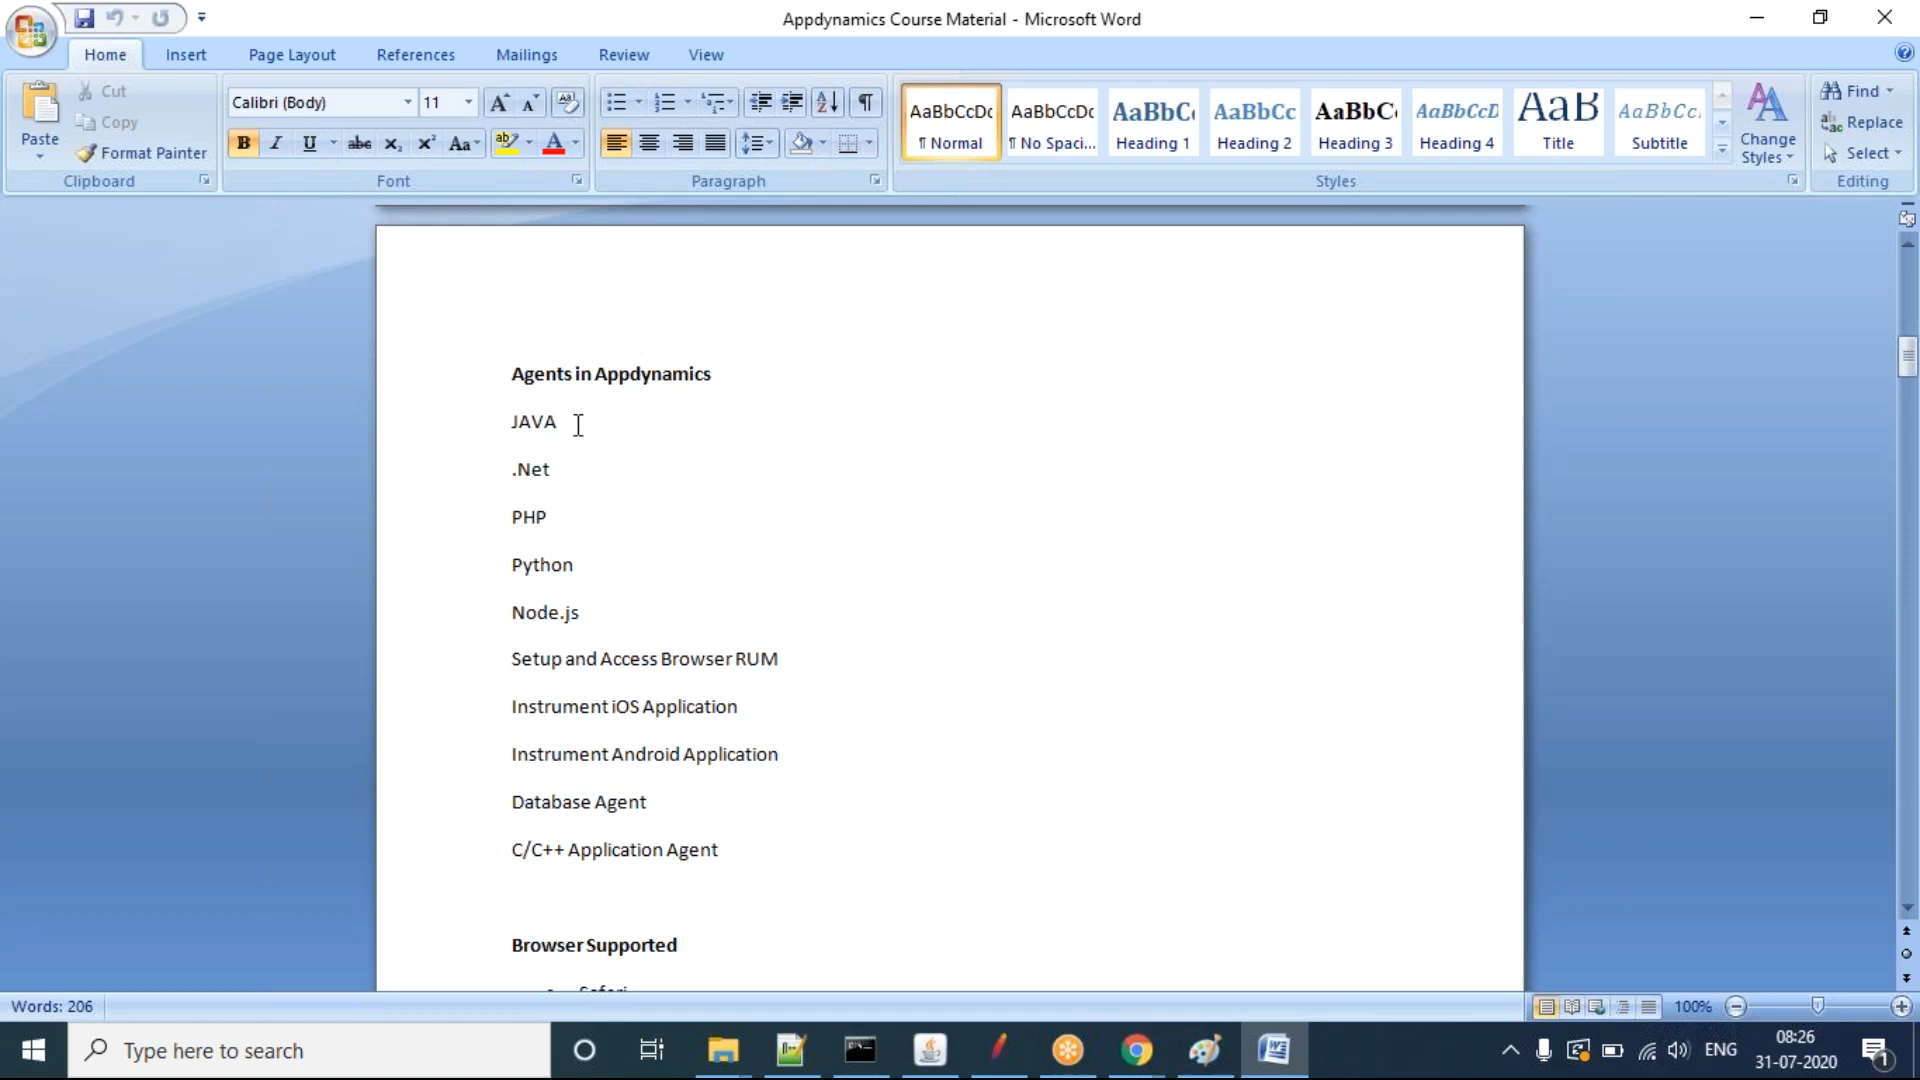 Appdynamics Course Material - Microsoft Word
Home Insert Page Layout References Mailings Review View
Paste
Cut
Copy
Format Painter
Clipboard
Calibri (Body) 11
Font
Paragraph
AaBbCcDc AaBbCcDc AaBbC AaBbCc AaBbC AaBbCcD AaB AaBbCc.
¶ Normal ¶ No Spaci... Heading 1 Heading 2 Heading 3 Heading 4 Title Subtitle
Change Styles
Styles
Find
Replace
Select
Editing
Agents in Appdynamics
JAVA
.Net
PHP
Python
Node.js
Setup and Access Browser RUM
Instrument iOS Application
Instrument Android Application
Database Agent
C/C++ Application Agent
Browser Supported
Safari
Words: 206
100%
Type here to search
ENG
08:26
31-07-2020
1